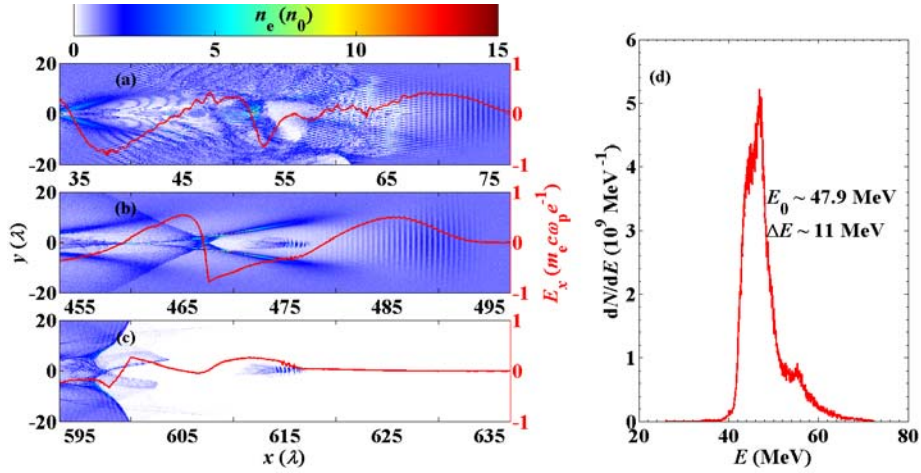 n_e (n_0)
0 5 10 15
(a)
20
0
-20
35 45 55 65 75
1
0
-1
(b)
20
0
-20
455 465 475 485 495
1
0
-1
(c)
20
0
-20
595 605 615 625 635
1
0
-1
y (λ)
x (λ)
E_x (m_e c ω_p e^-1)
(d)
6
5
4
3
2
1
0
20 40 60 80
dN/dE (10^9 MeV^-1)
E (MeV)
E_0 ~ 47.9 MeV
ΔE ~ 11 MeV